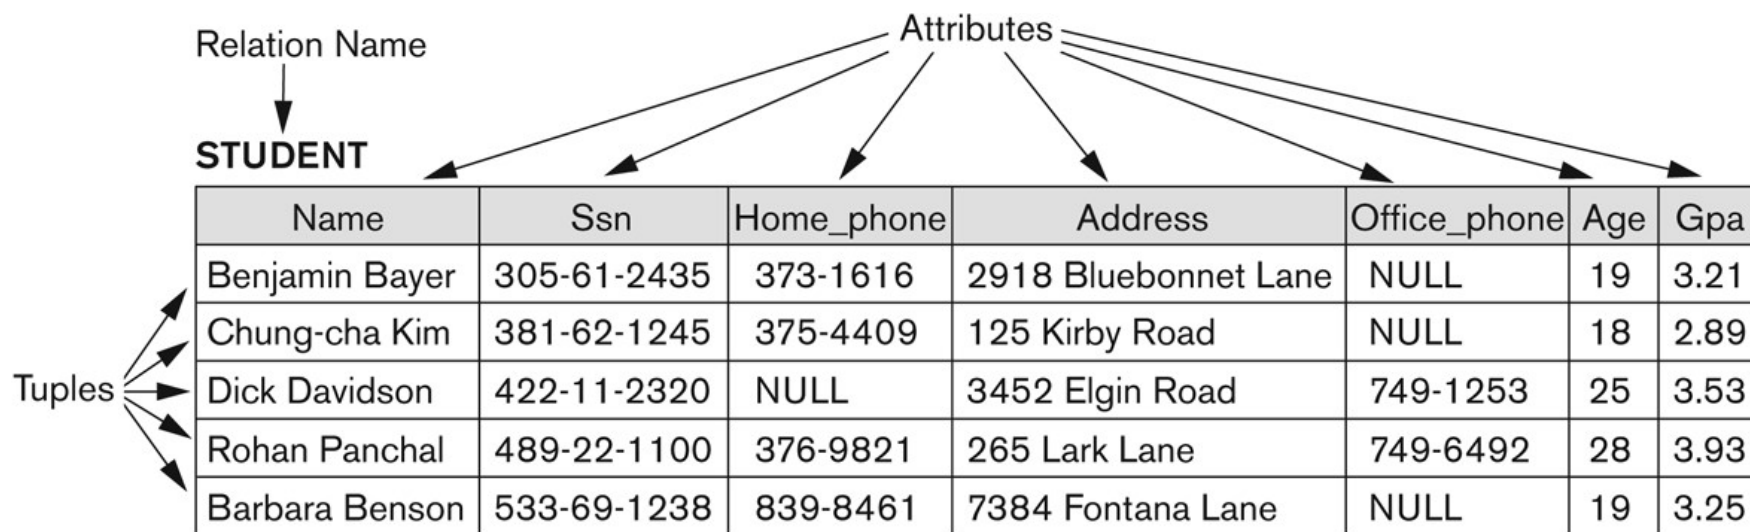 Attributes
Relation Name
STUDENT
Name Ssn Home_phone Address Office_phone Age Gpa
Benjamin Bayer 305-61-2435 373-1616 2918 Bluebonnet Lane NULL 19 3.21
Chung-cha Kim 381-62-1245 375-4409 125 Kirby Road NULL 18 2.89
Tuples Dick Davidson 422-11-2320 NULL 3452 Elgin Road 749-1253 25 3.53
Rohan Panchal 489-22-1100 376-9821 265 Lark Lane 749-6492 28 3.93
Barbara Benson 533-69-1238 839-8461 7384 Fontana Lane NULL 19 3.25